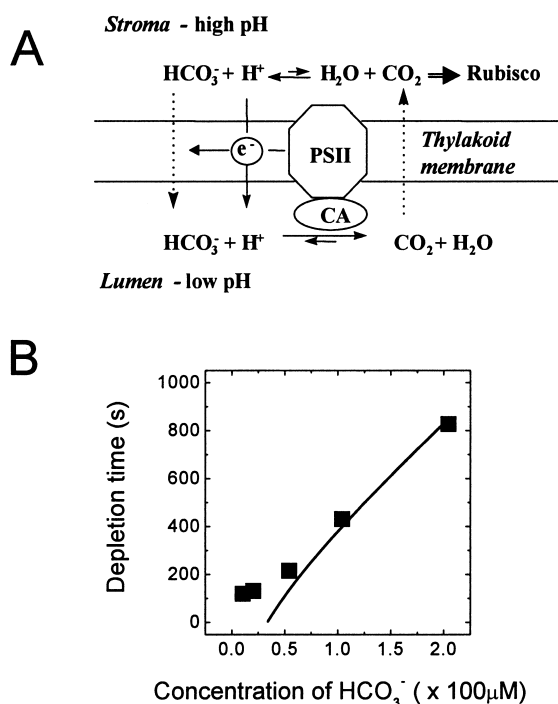 A
Stroma - high pH
HCO₃⁻ + H⁺ H₂O + CO₂ Rubisco
e⁻ PSII Thylakoid
membrane
CA
HCO₃⁻ + H⁺ CO₂ + H₂O
Lumen - low pH
B
Depletion time (s)
1000
800
600
400
200
0
0.0 0.5 1.0 1.5 2.0
Concentration of HCO₃⁻ ( x 100μM)